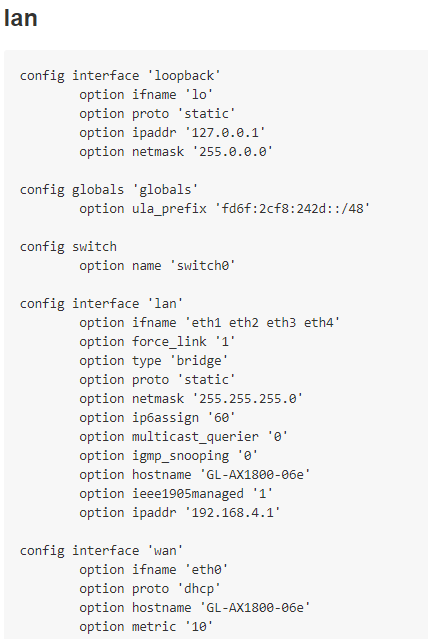 lan
config interface 'loopback'
        option ifname 'lo'
        option proto 'static'
        option ipaddr '127.0.0.1'
        option netmask '255.0.0.0'
config globals 'globals'
        option ula_prefix 'fd6f:2cf8:242d::/48'
config switch
        option name 'switch0'
config interface 'lan'
        option ifname 'eth1 eth2 eth3 eth4'
        option force_link '1'
        option type 'bridge'
        option proto 'static'
        option netmask '255.255.255.0'
        option ip6assign '60'
        option multicast_querier '0'
        option igmp_snooping '0'
        option hostname 'GL-AX1800-06e'
        option ieee1905managed '1'
        option ipaddr '192.168.4.1'
config interface 'wan'
        option ifname 'eth0'
        option proto 'dhcp'
        option hostname 'GL-AX1800-06e'
        option metric '10'